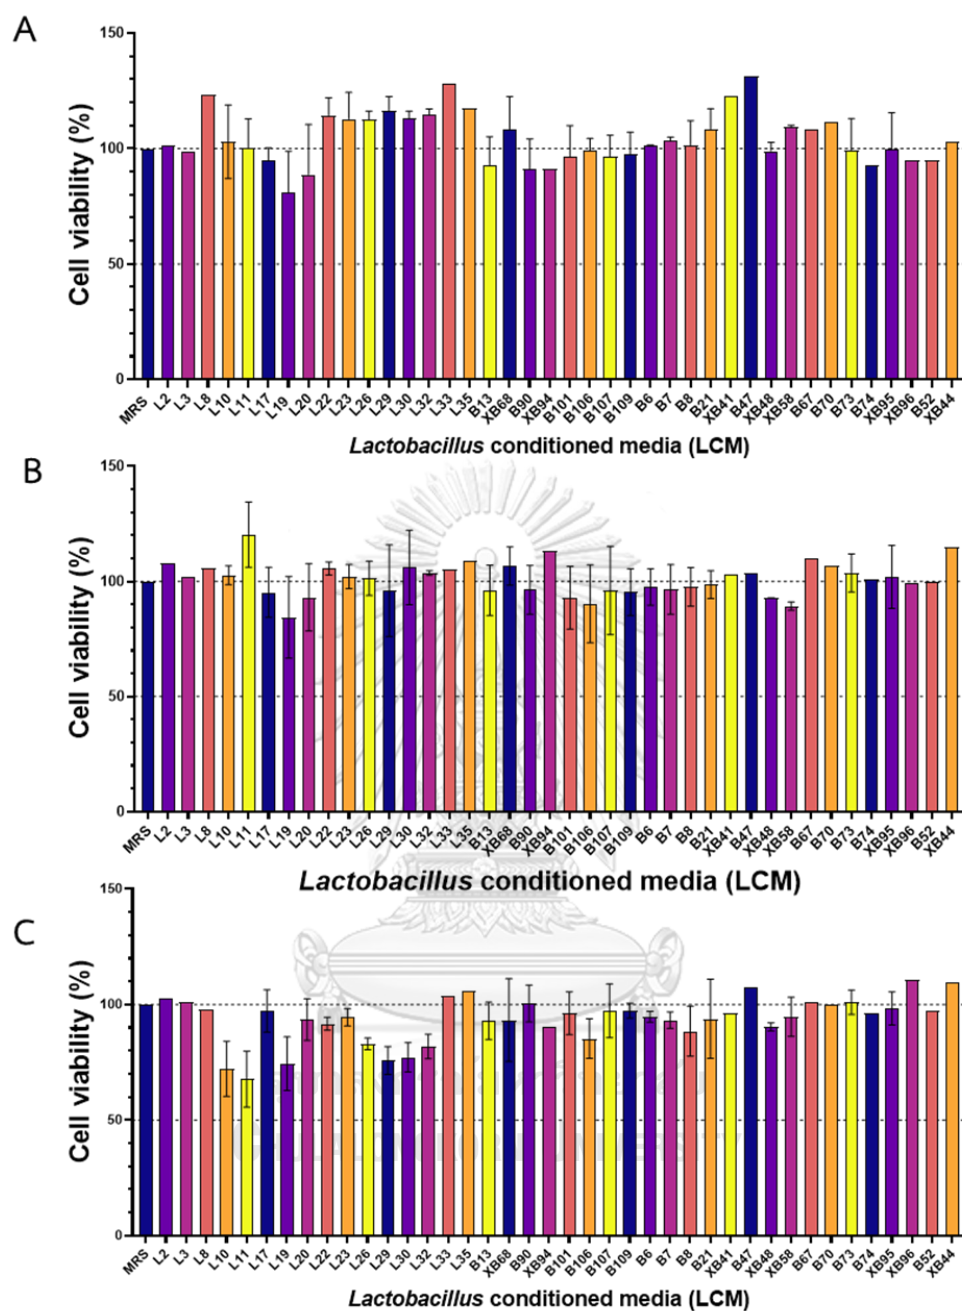 A
150
100
50
0
Cell viability (%)
MRS L2 L3 L8 L10 L11 L17 L19 L20 L22 L23 L26 L29 L30 L32 L33 L35 B13 XB68 B90 XB94 B101 B106 B107 B109 B6 B7 B8 B21 XB41 B47 XB48 XB58 B67 B70 B73 B74 XB95 XB96 B52 XB44
Lactobacillus conditioned media (LCM)
B
150
100
50
0
Cell viability (%)
MRS L2 L3 L8 L10 L11 L17 L19 L20 L22 L23 L26 L29 L30 L32 L33 L35 B13 XB68 B90 XB94 B101 B106 B107 B109 B6 B7 B8 B21 XB41 B47 XB48 XB58 B67 B70 B73 B74 XB95 XB96 B52 XB44
Lactobacillus conditioned media (LCM)
C
150
100
50
0
Cell viability (%)
MRS L2 L3 L8 L10 L11 L17 L19 L20 L22 L23 L26 L29 L30 L32 L33 L35 B13 XB68 B90 XB94 B101 B106 B107 B109 B6 B7 B8 B21 XB41 B47 XB48 XB58 B67 B70 B73 B74 XB95 XB96 B52 XB44
Lactobacillus conditioned media (LCM)